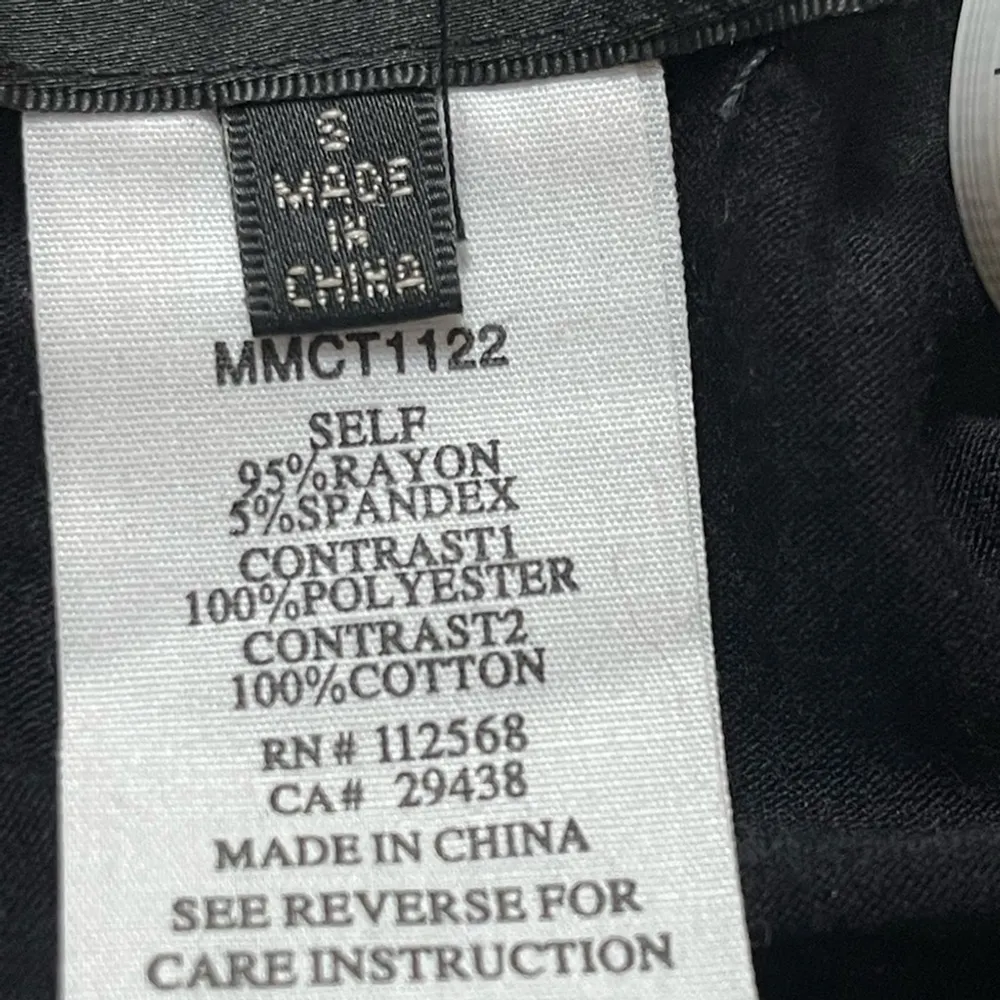 S
MADE
IN
CHINA
MMCT1122
SELF
95%RAYON
5%SPANDEX
CONTRAST1
100%POLYESTER
CONTRAST2
100%COTTON
RN# 112568
CA# 29438
MADE IN CHINA
SEE REVERSE FOR
CARE INSTRUCTION